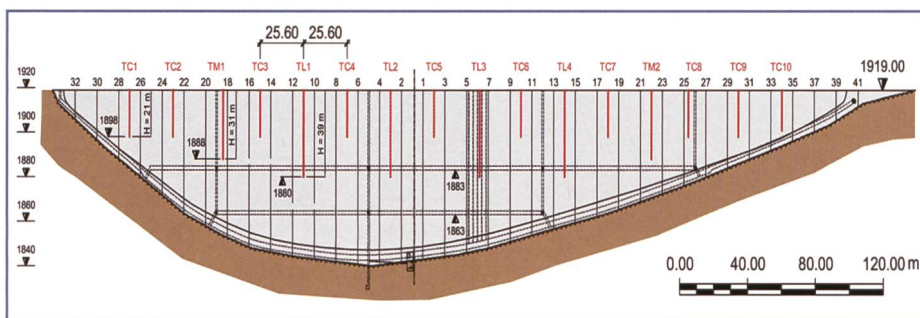 25.60 25.60
TC1 TC2 TM1 TC3 TL1 TC4 TL2 TC5 TL3 TC6 TL4 TC7 TM2 TC8 TC9 TC10
1919.00
32 30 28 26 24 22 20 18 16 14 12 10 8 6 4 2 1 3 5 7 9 11 13 15 17 19 21 23 25 27 29 31 33 35 37 39 41
1920
1900
1880
1860
1840
1898
H = 21 m
1888
H = 31 m
1880
H = 39 m
1883
1863
0.00 40.00 80.00 120.00 m